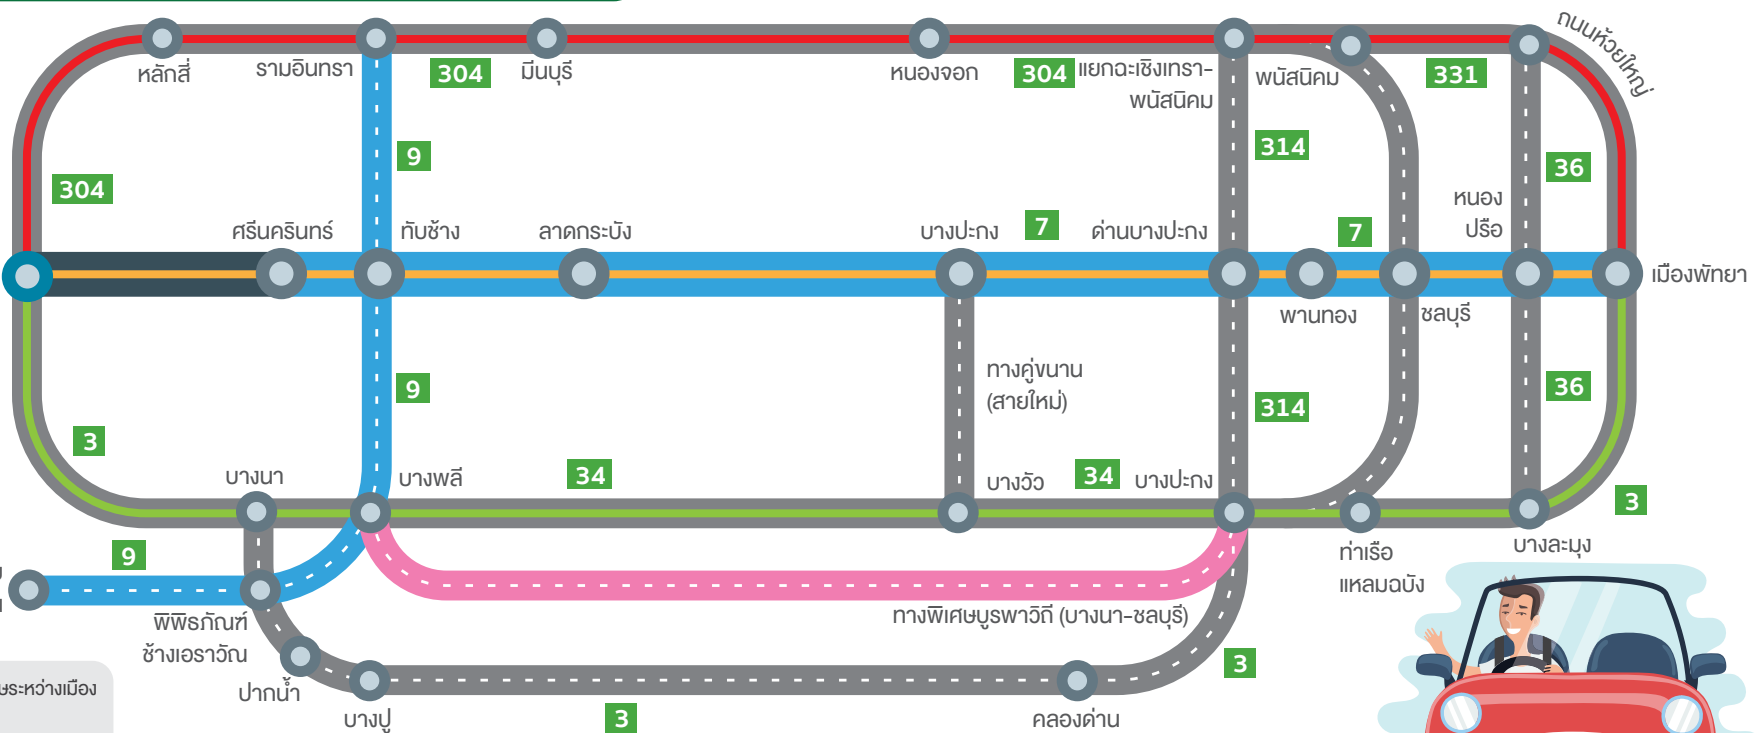 หลักสี่
รามอินทรา
304
มีนบุรี
หนองจอก
304
แยกฉะเชิงเทรา-
พนัสนิคม
พนัสนิคม
331
ถนนห้วยใหญ่
9
314
36
304
หนอง
ปรือ
ศรีนครินทร์
ทับช้าง
ลาดกระบัง
บางปะกง
7
ด่านบางปะกง
7
เมืองพัทยา
พานทอง
ชลบุรี
ทางคู่ขนาน
(สายใหม่)
9
314
36
3
บางนา
บางพลี
34
บางวัว
34
บางปะกง
3
9
ท่าเรือ
แหลมฉบัง
บางละมุง
พิพิธภัณฑ์
ช้างเอราวัณ
ทางพิเศษบูรพาวิถี (บางนา-ชลบุรี)
3
ปากน้ำ
บางปู
3
คลองด่าน
ษระหว่างเมือง